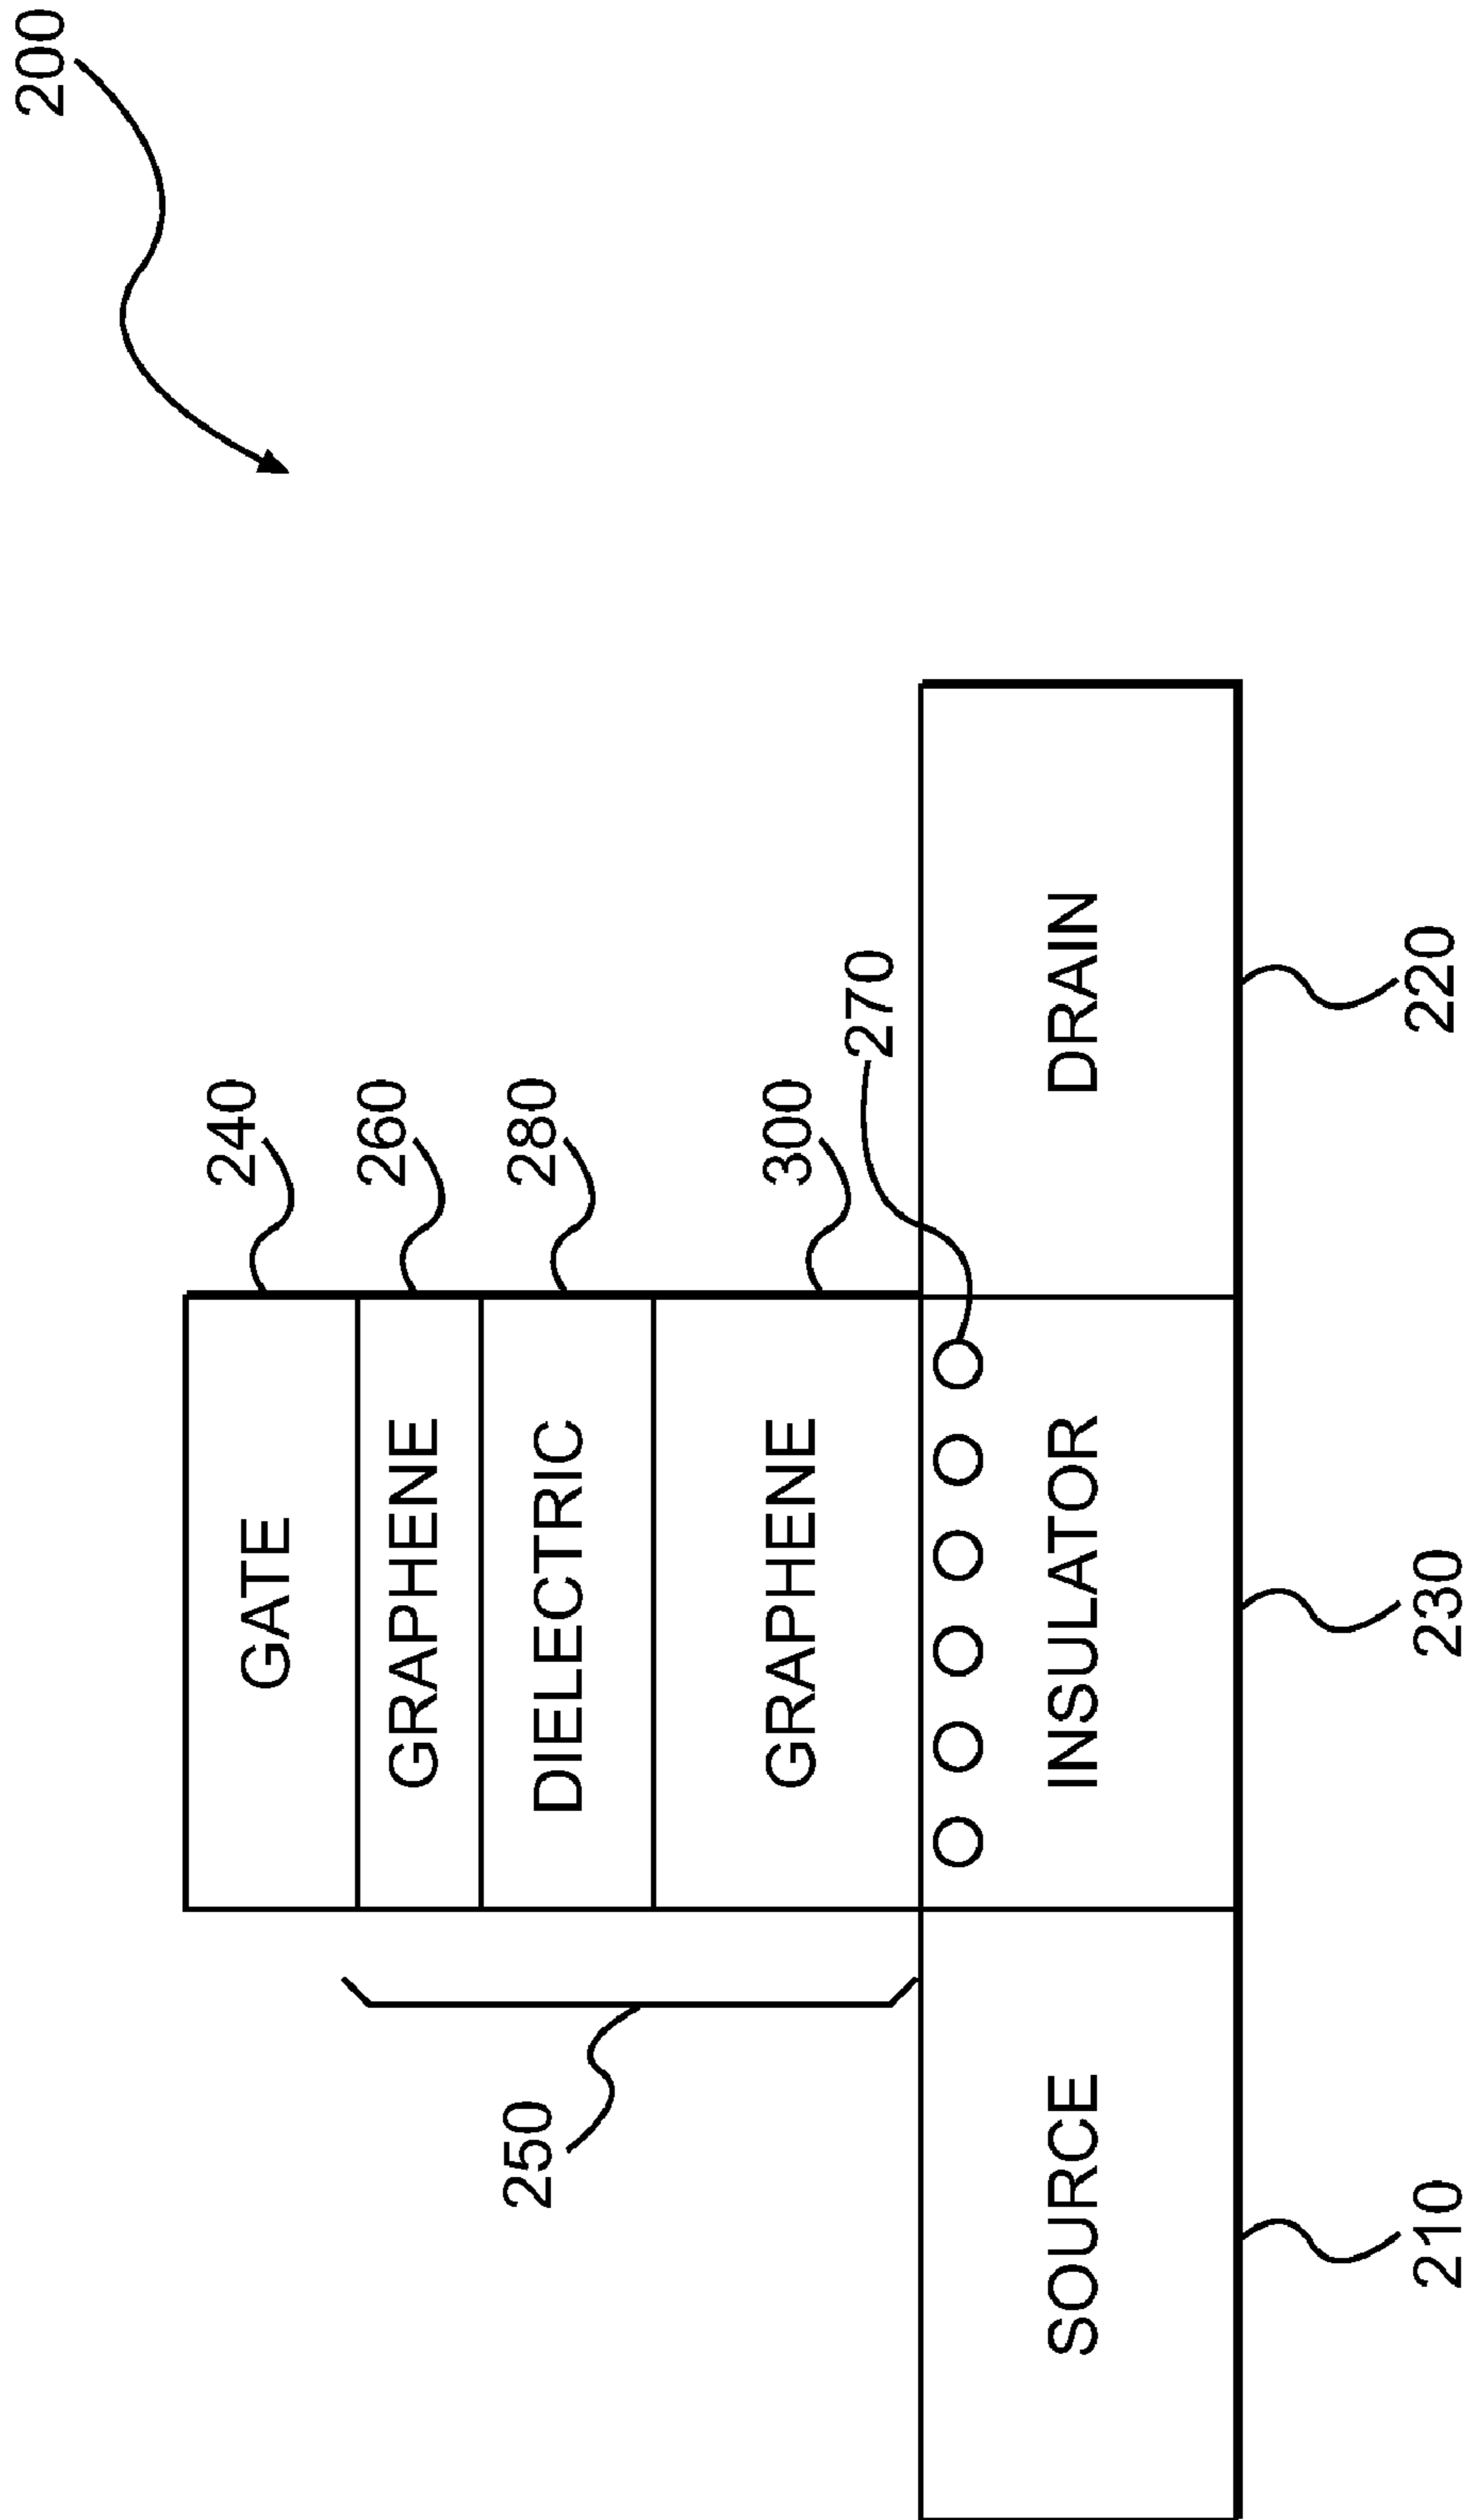 200
240
GATE
260
GRAPHENE
250
280
DIELECTRIC
300
GRAPHENE
270
SOURCE
INSULATOR
DRAIN
210
230
220